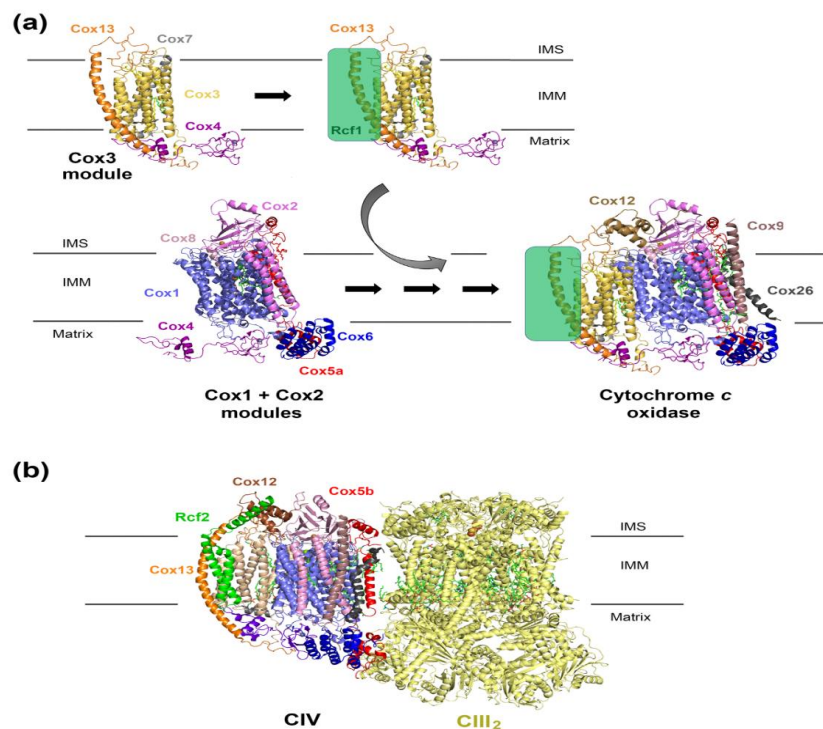 (a)
Cox13
Cox7
Cox3
Cox4
Cox3
module
Cox13
Rcf1
IMS
IMM
Matrix
Cox2
Cox8
Cox1
Cox4
Cox6
Cox5a
IMS
IMM
Matrix
Cox1 + Cox2
modules
Cox12
Cox9
Cox26
Cytochrome c
oxidase
(b)
Cox12
Cox5b
Rcf2
Cox13
IMS
IMM
Matrix
CIV
CIII₂